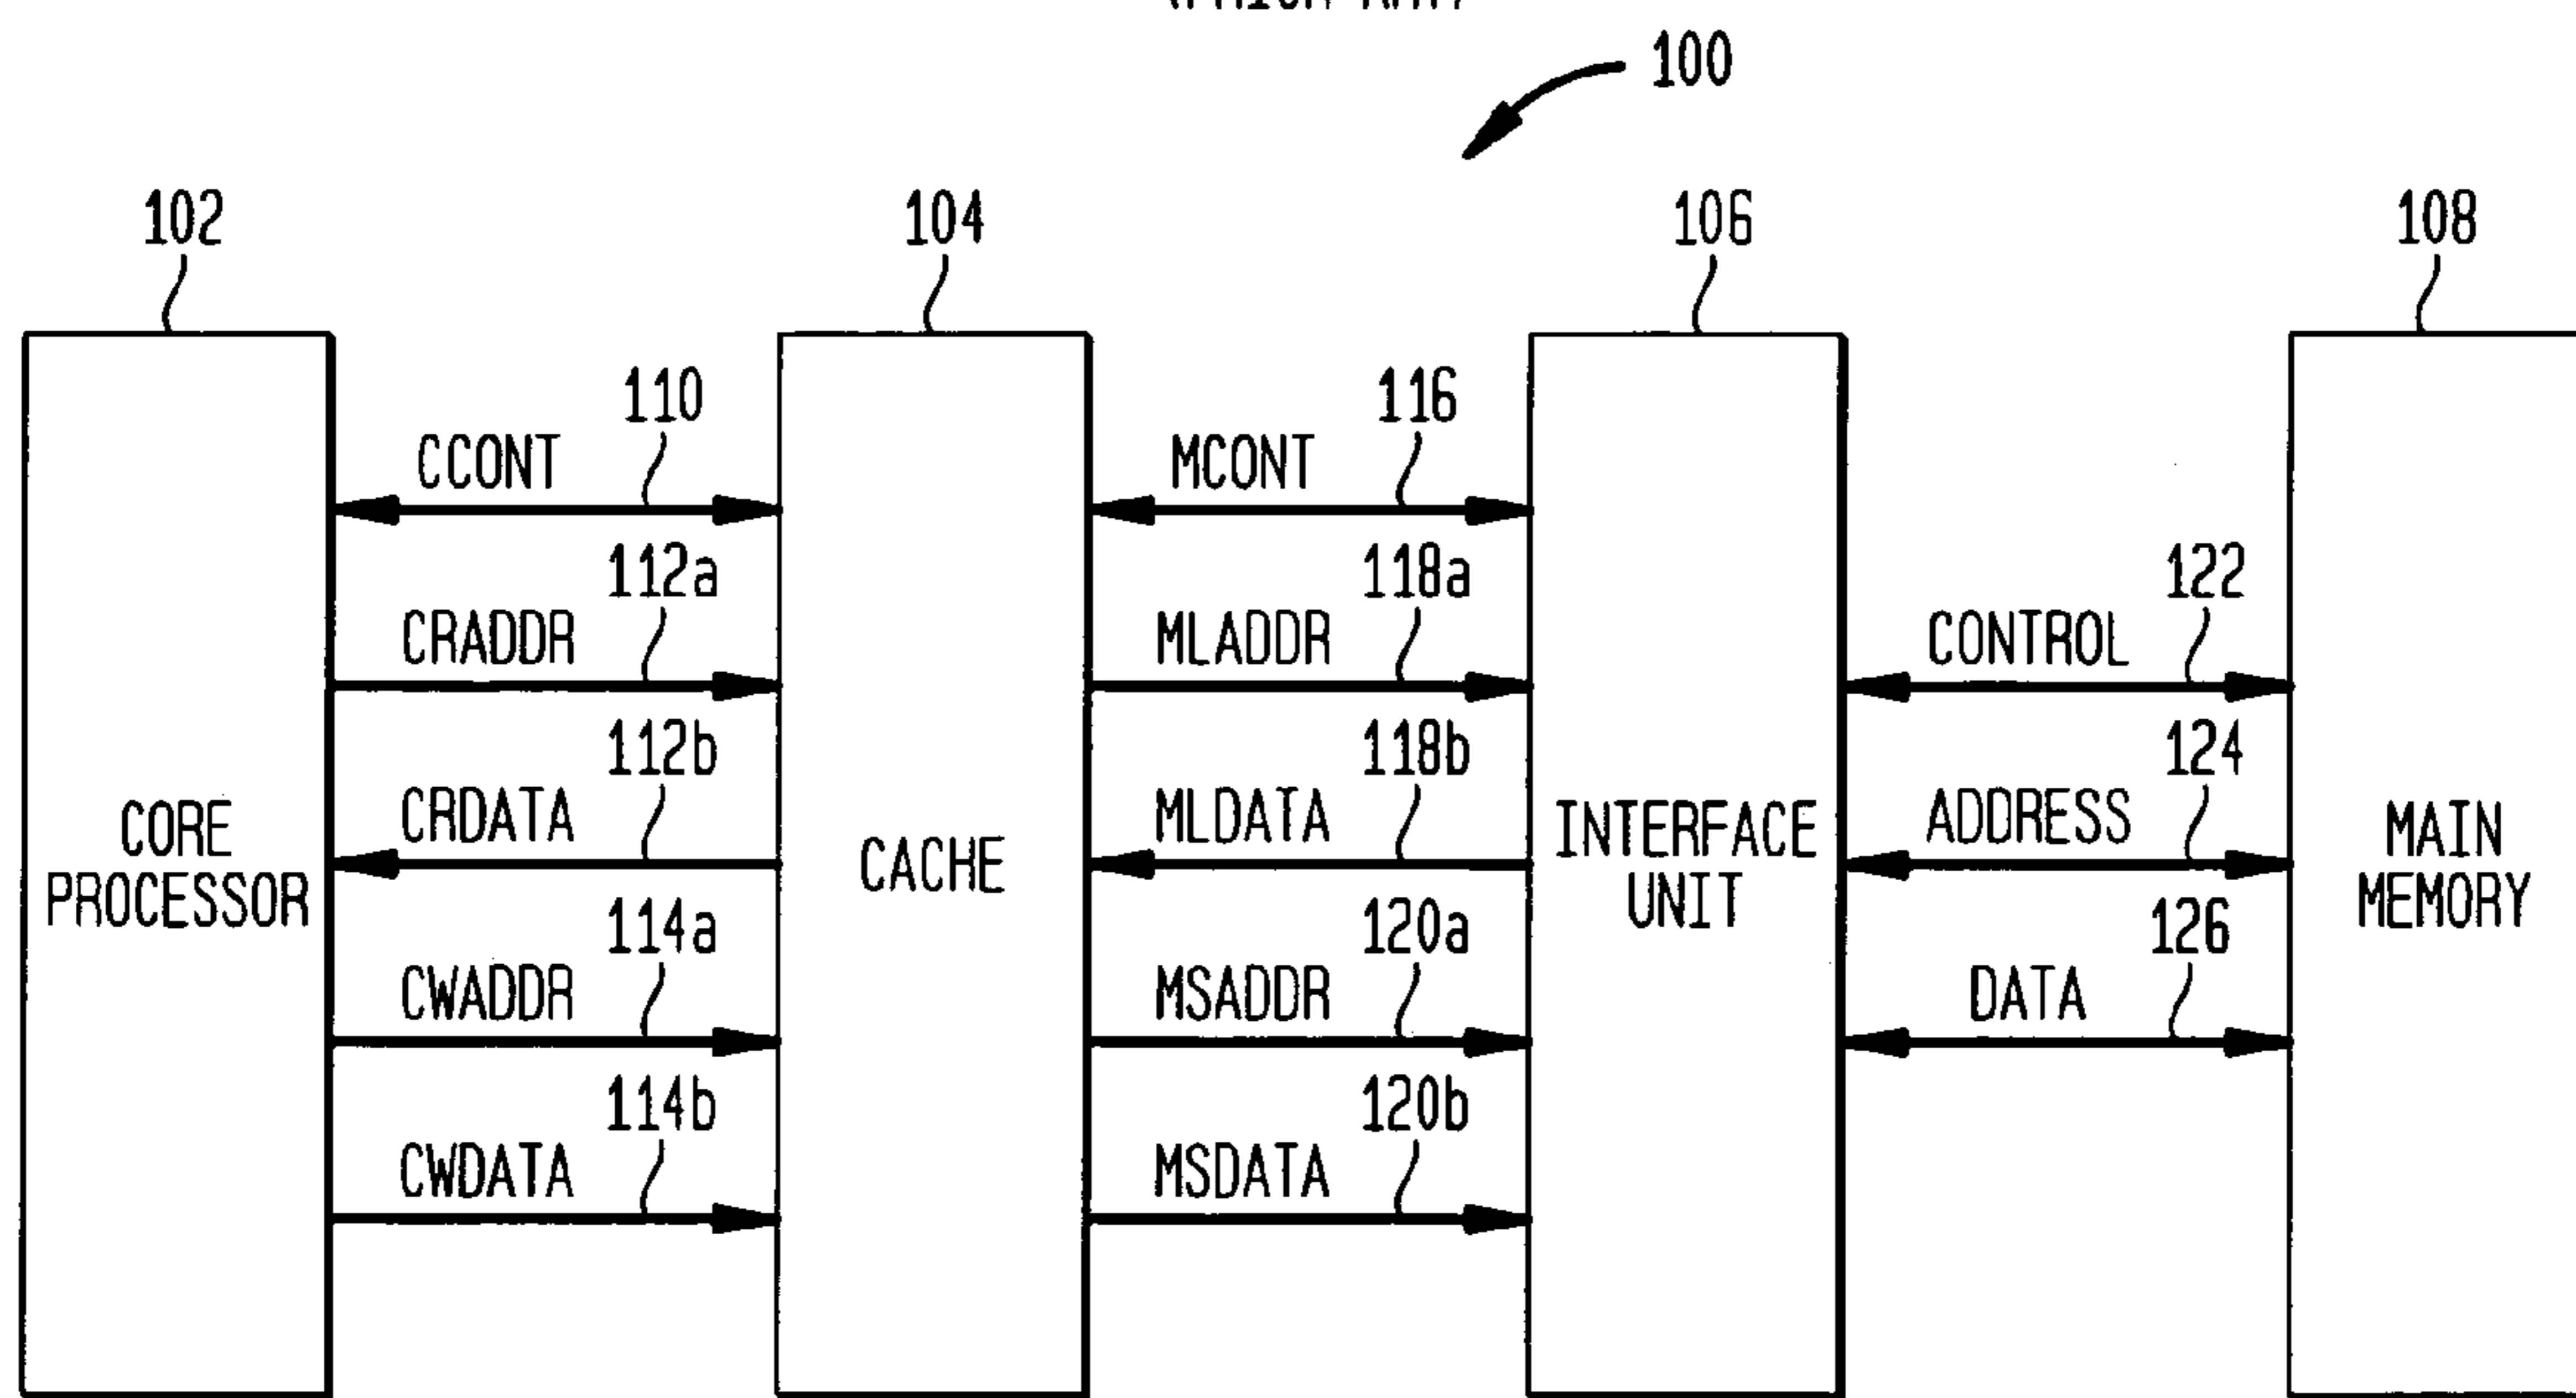 100
102
104
106
108
110
116
CCONT
MCONT
112a
118a
122
CRADDR
MLADDR
CONTROL
112b
118b
124
CRDATA
MLDATA
ADDRESS
CORE
PROCESSOR
CACHE
INTERFACE
UNIT
MAIN
MEMORY
114a
120a
126
CWADDR
MSADDR
DATA
114b
120b
CWDATA
MSDATA